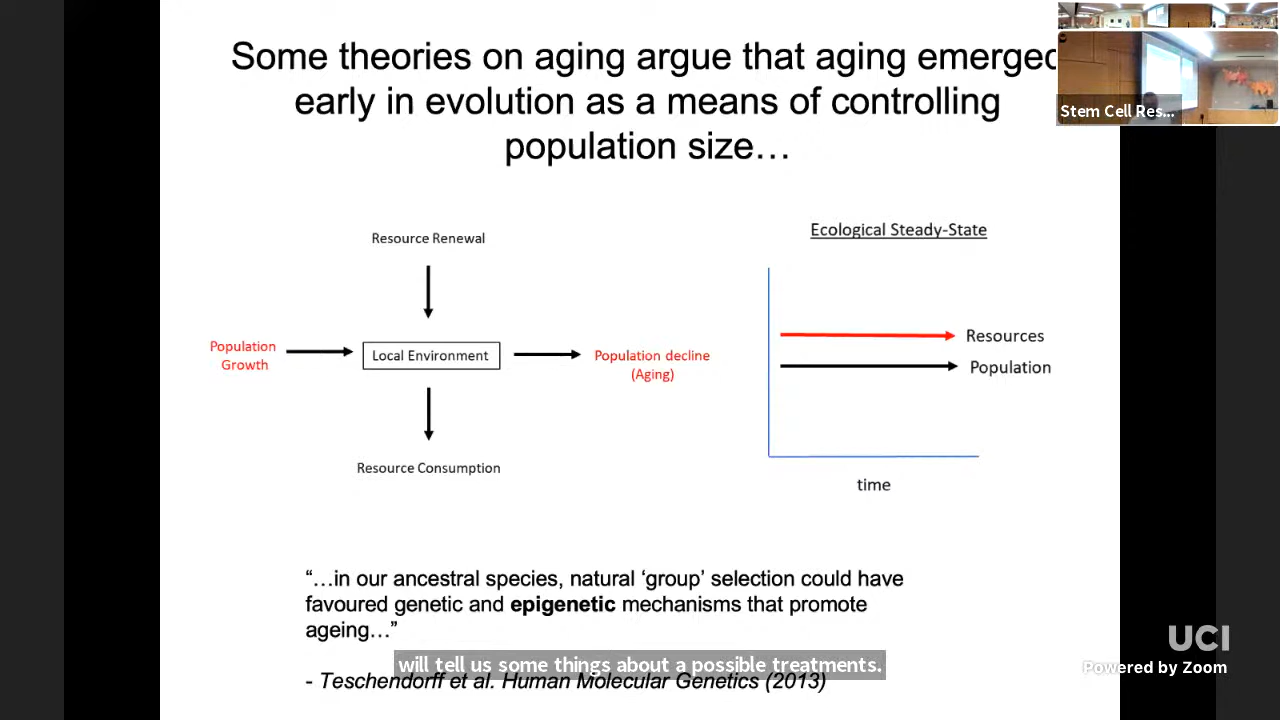 Some theories on aging argue that aging emerged
early in evolution as a means of controlling
population size…
Stem Cell Res...
Resource Renewal
Population
Growth
Local Environment
Population decline
(Aging)
Resource Consumption
Ecological Steady-State
Resources
Population
time
“…in our ancestral species, natural ‘group’ selection could have
favoured genetic and epigenetic mechanisms that promote
ageing…”
will tell us some things about a possible treatments.
- Teschendorff et al. Human Molecular Genetics (2013)
UCI
Powered by Zoom